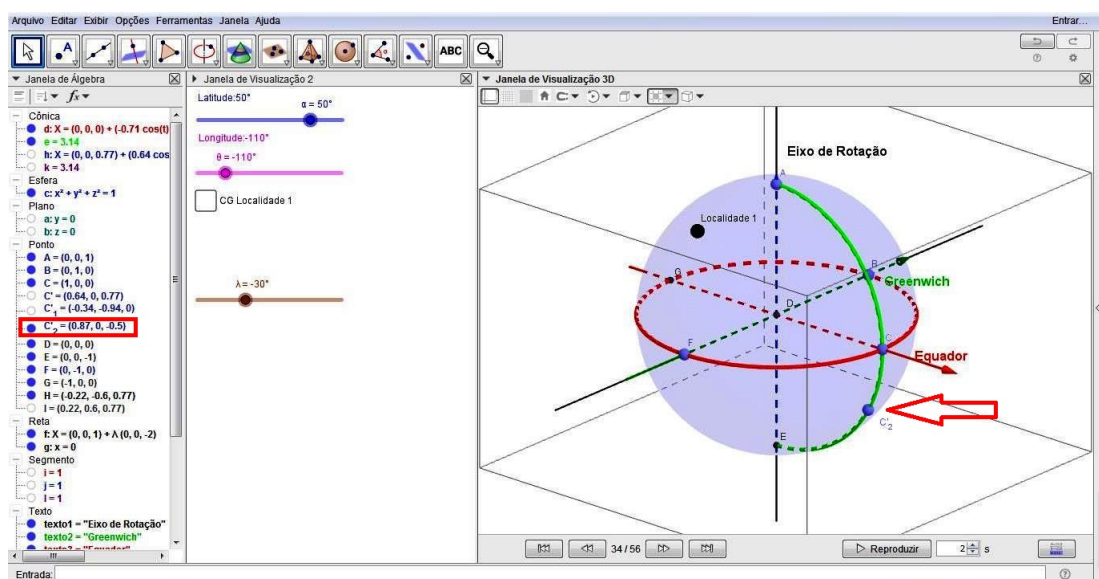 Arquivo Editar Exibir Opções Ferramentas Janela Ajuda
Entrar...
ABC
Janela de Álgebra
Cônica
d: X = (0, 0, 0) + (-0.71 cos(t)
e = 3.14
h: X = (0, 0, 0.77) + (0.64 cos
k = 3.14
Esfera
c: x² + y² + z² = 1
Plano
a: y = 0
b: z = 0
Ponto
A = (0, 0, 1)
B = (0, 1, 0)
C = (1, 0, 0)
C' = (0.64, 0, 0.77)
C'₁ = (-0.34, -0.94, 0)
C'₂ = (0.87, 0, -0.5)
D = (0, 0, 0)
E = (0, 0, -1)
F = (0, -1, 0)
G = (-1, 0, 0)
H = (-0.22, -0.6, 0.77)
I = (0.22, 0.6, 0.77)
Reta
f: X = (0, 0, 1) + λ (0, 0, -2)
g: x = 0
Segmento
i = 1
j = 1
l = 1
Texto
texto1 = "Eixo de Rotação"
texto2 = "Greenwich"
texto3 = "Equador"
Entrada:
Janela de Visualização 2
Latitude:50°
α = 50°
Longitude:-110°
θ = -110°
CG Localidade 1
λ = -30°
Janela de Visualização 3D
Eixo de Rotação
A
Localidade 1
G
B
Greenwich
D
F
C
Equador
C'₂
E
34 / 56
Reproduzir
2 s